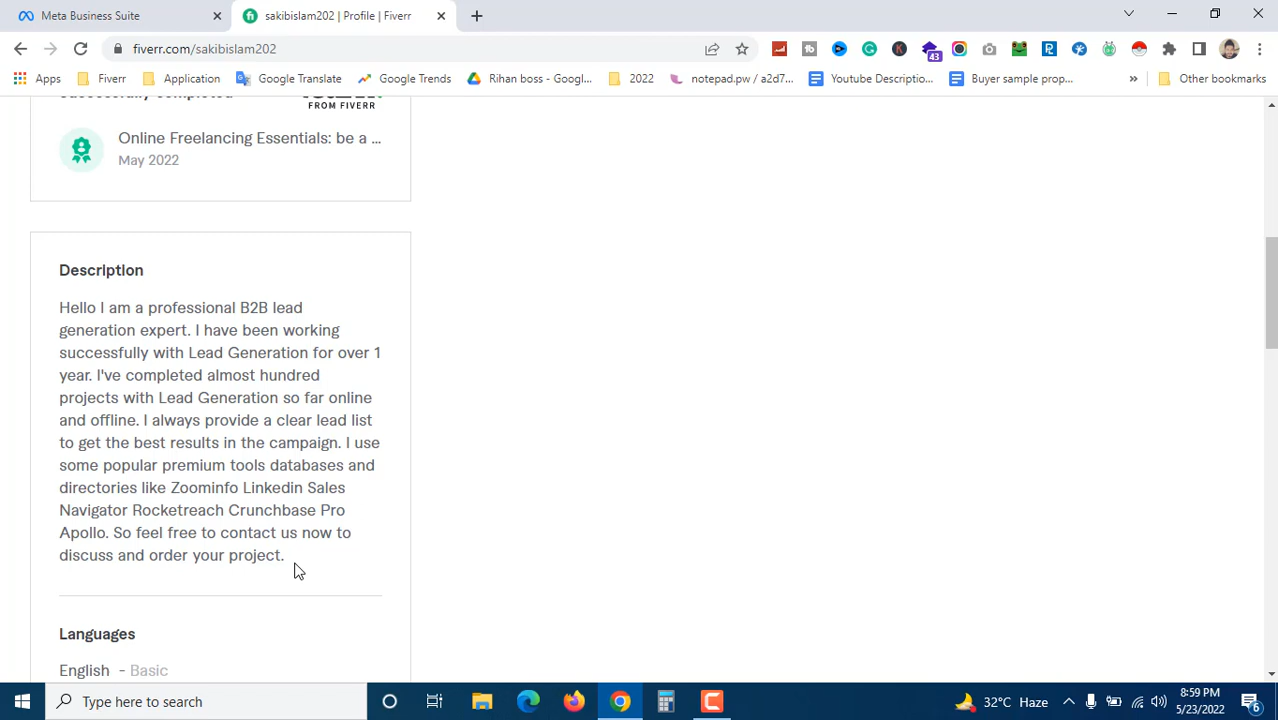 Meta Business Suite
sakibislam202 | Profile | Fiverr
fiverr.com/sakibislam202
43
Apps
Fiverr
Application
Google Translate
Google Trends
Rihan boss - Googl...
2022
notepad.pw / a2d7...
Youtube Descriptio...
Buyer sample prop...
»
Other bookmarks
FROM FIVERR
Online Freelancing Essentials: be a ...
May 2022
Description
Hello I am a professional B2B lead
generation expert. I have been working
successfully with Lead Generation for over 1
year. I've completed almost hundred
projects with Lead Generation so far online
and offline. I always provide a clear lead list
to get the best results in the campaign. I use
some popular premium tools databases and
directories like Zoominfo Linkedin Sales
Navigator Rocketreach Crunchbase Pro
Apollo. So feel free to contact us now to
discuss and order your project.
Languages
English - Basic
Type here to search
32°C Haze
8:59 PM
5/23/2022
6